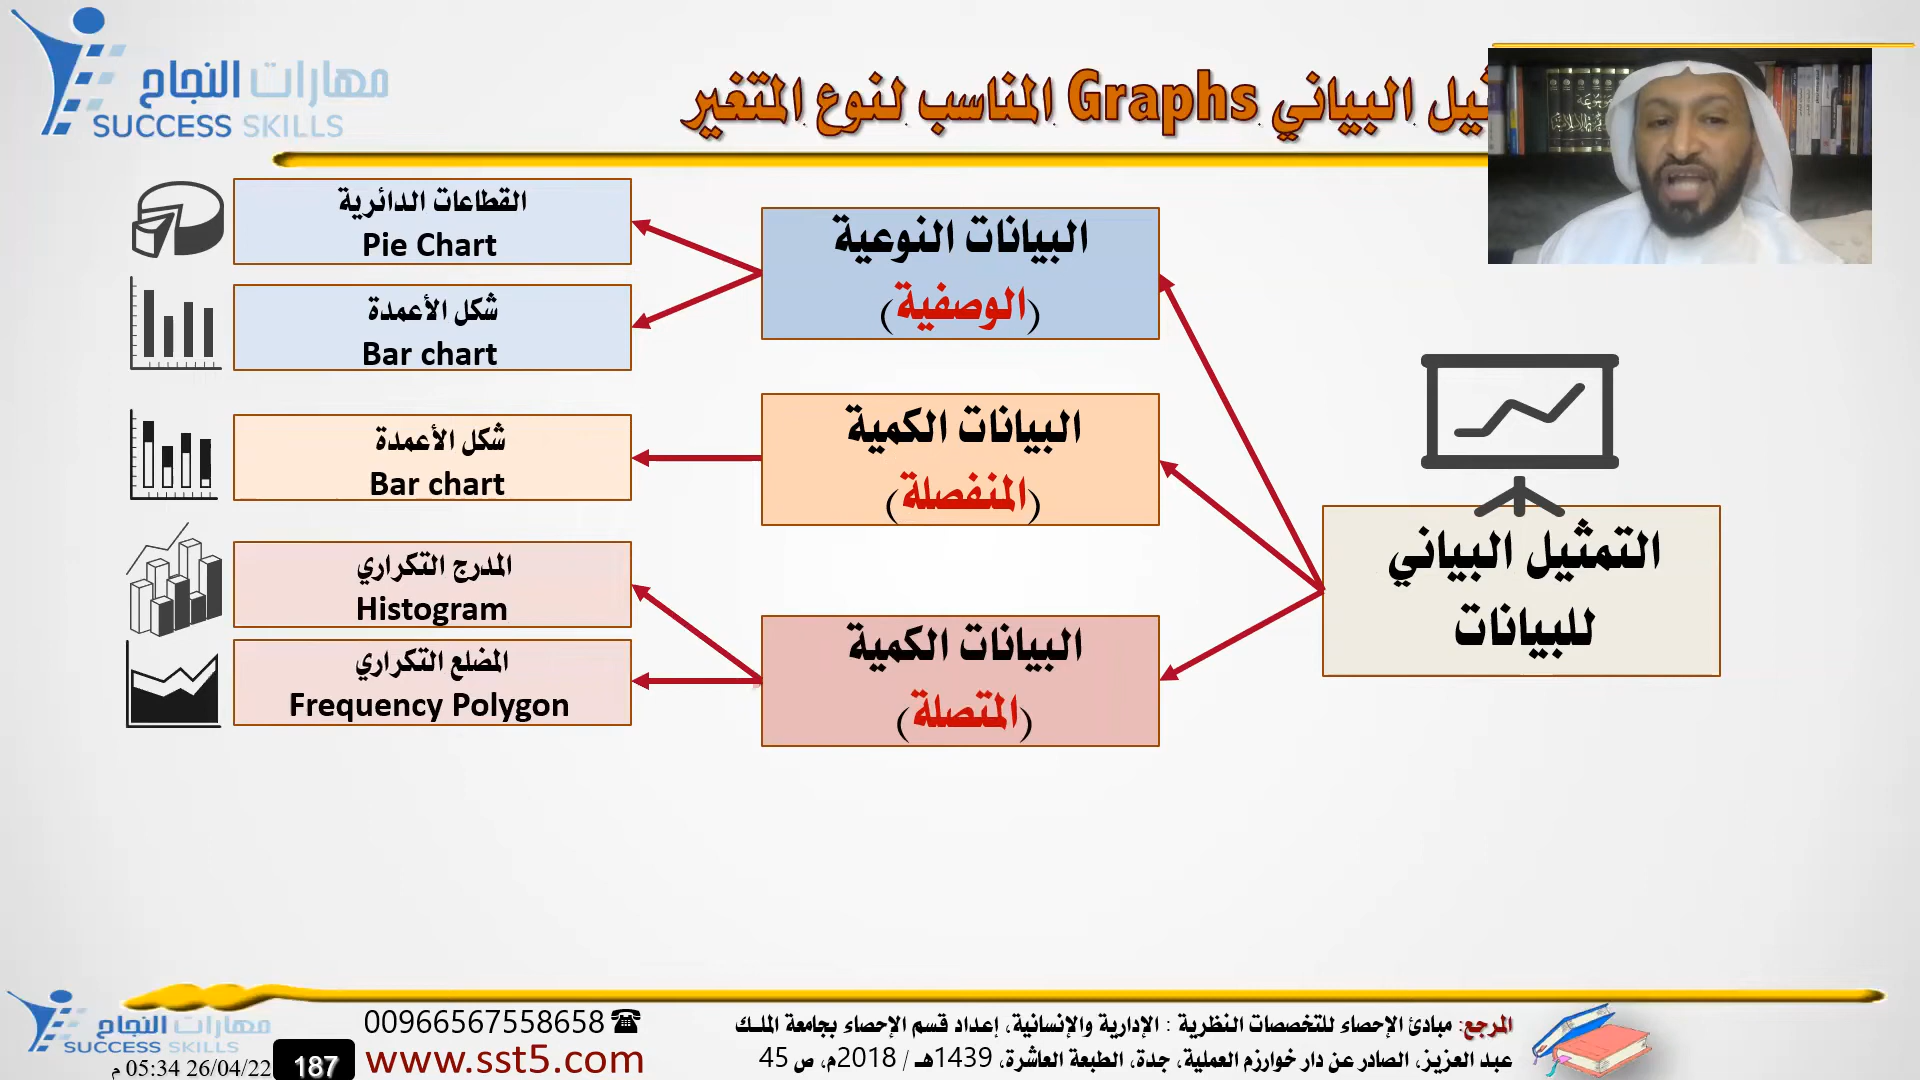 مهارات النجاح
SUCCESS SKILLS
البياني Graphs المناسب لنوع المتغير
التمثيل البياني
للبيانات
البيانات النوعية
(الوصفية)
القطاعات الدائرية
Pie Chart
شكل الأعمدة
Bar chart
البيانات الكمية
(المنفصلة)
شكل الأعمدة
Bar chart
البيانات الكمية
(المتصلة)
المدرج التكراري
Histogram
المضلع التكراري
Frequency Polygon
المرجع: مبادئ الإحصاء للتخصصات النظرية : الإدارية والإنسانية، إعداد قسم الإحصاء بجامعة الملك
عبد العزيز، الصادر عن دار خوارزم العملية، جدة، الطبعة العاشرة، 1439هـ / 2018م، ص 45
00966567558658
www.sst5.com
187
مهارات النجاح
SUCCESS SKILLS
26/04/22 05:34 م